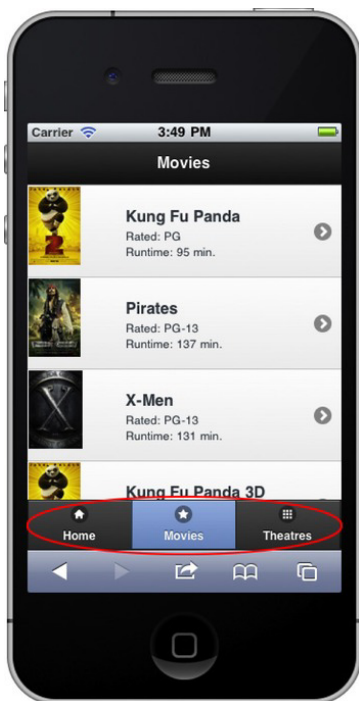 Carrier 3:49 PM
Movies
Kung Fu Panda
Rated: PG
Runtime: 95 min.
Pirates
Rated: PG-13
Runtime: 137 min.
X-Men
Rated: PG-13
Runtime: 131 min.
Kung Fu Panda 3D
Home Movies Theatres